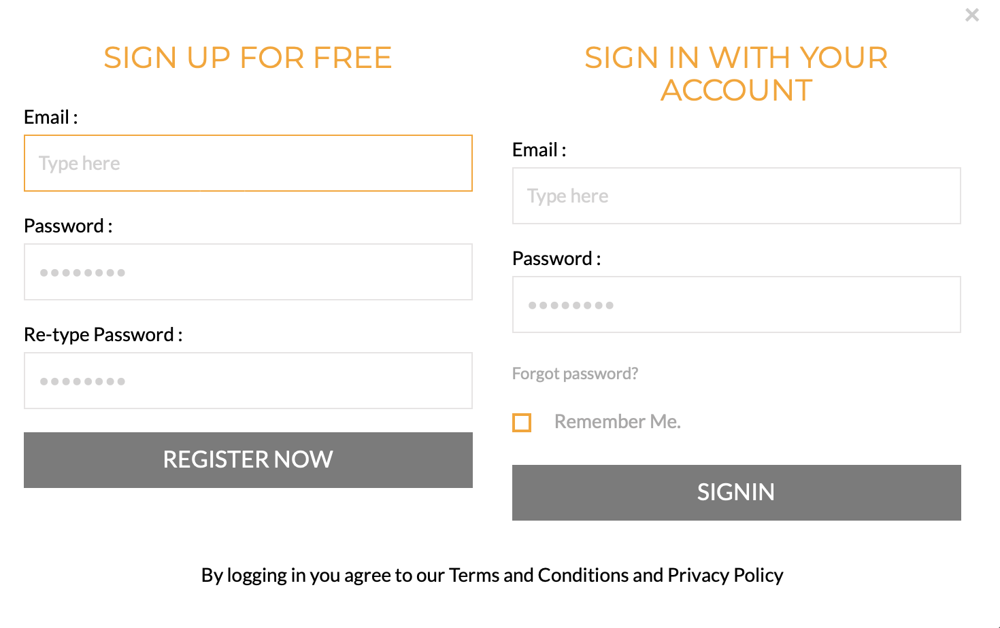 SIGN UP FOR FREE
Email :
Type here
Password :
••••••••
Re-type Password :
••••••••
REGISTER NOW
SIGN IN WITH YOUR
ACCOUNT
Email :
Type here
Password :
••••••••
Forgot password?
Remember Me.
SIGNIN
By logging in you agree to our Terms and Conditions and Privacy Policy